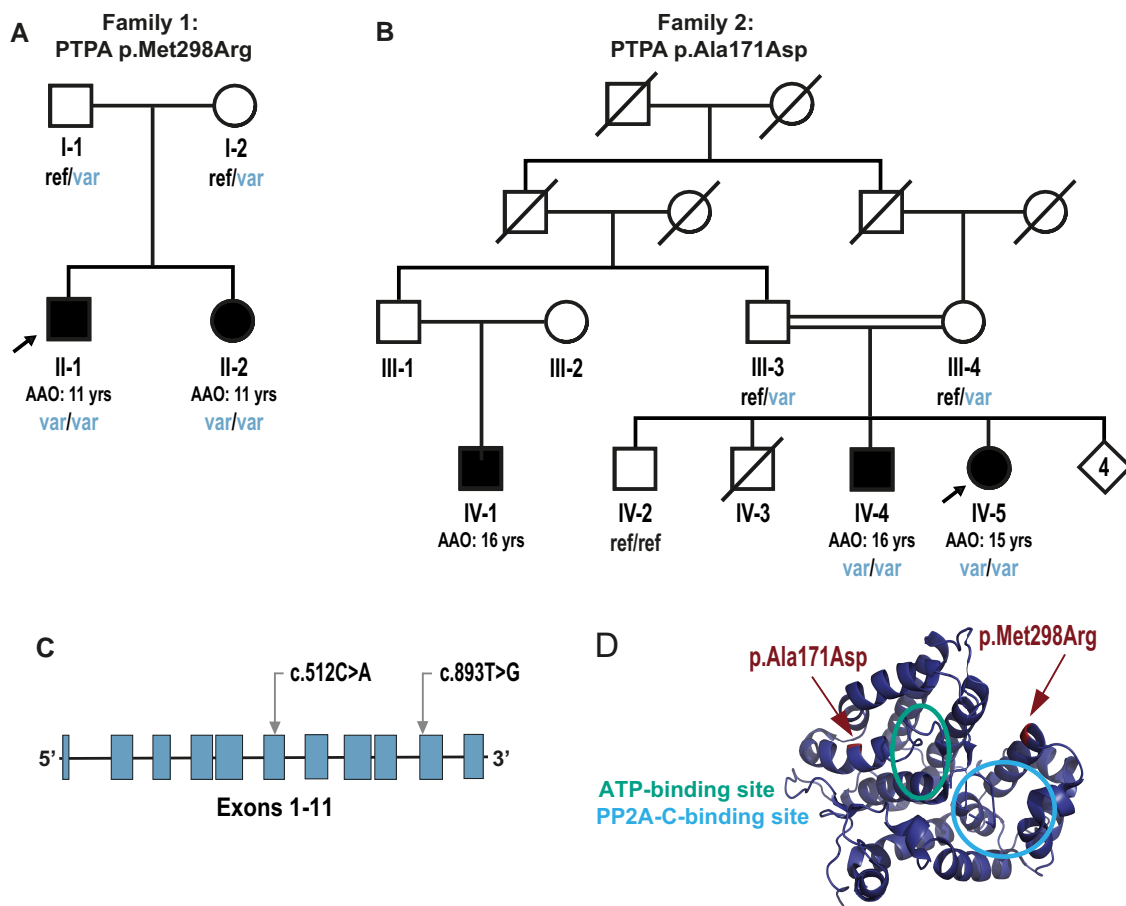 A
Family 1:
PTPA p.Met298Arg
I-1
ref/var
I-2
ref/var
II-1
AAO: 11 yrs
var/var
II-2
AAO: 11 yrs
var/var
B
Family 2:
PTPA p.Ala171Asp
III-1
III-2
III-3
ref/var
III-4
ref/var
IV-1
AAO: 16 yrs
IV-2
ref/ref
IV-3
IV-4
AAO: 16 yrs
var/var
IV-5
AAO: 15 yrs
var/var
4
C
c.512C>A
c.893T>G
5’
3’
Exons 1-11
D
p.Ala171Asp
p.Met298Arg
ATP-binding site
PP2A-C-binding site